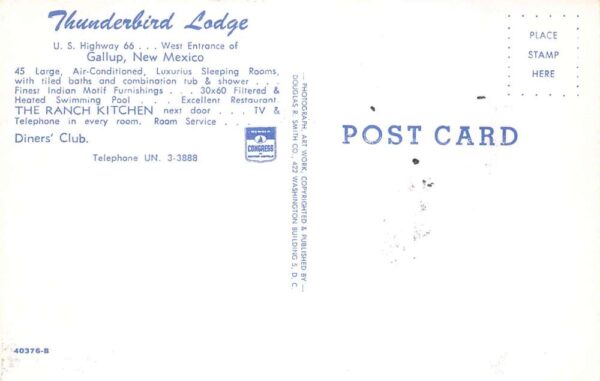 Thunderbird Lodge
U. S. Highway 66 . . . West Entrance of
Gallup, New Mexico
45 Large, Air-Conditioned, Luxurius Sleeping Rooms,
with tiled baths and combination tub & shower . . .
Finest Indian Motif Furnishings . . . 30x60 Filtered &
Heated Swimming Pool . . . Excellent Restaurant
THE RANCH KITCHEN next door . . . TV &
Telephone in every room. Room Service . . .
Diners' Club.
Telephone UN. 3-3888
CONGRESS
40376-B
— PHOTOGRAPH, ART WORK, COPYRIGHTED & PUBLISHED BY —
DOUGLAS R. SMITH CO., 422 WASHINGTON BUILDING 5, D. C.
POST CARD
PLACE
STAMP
HERE